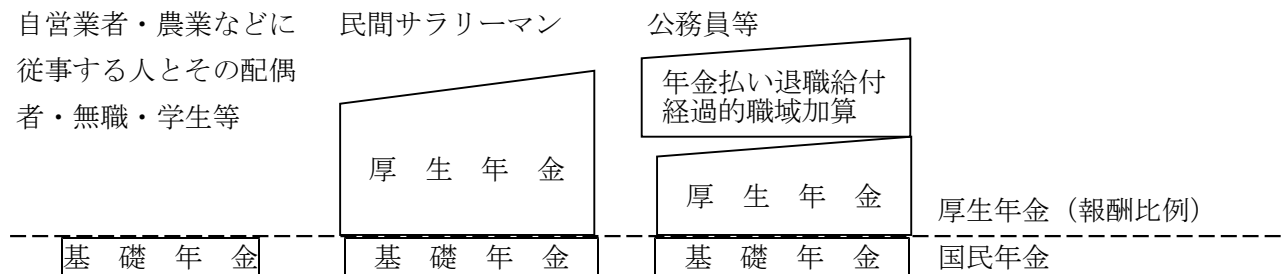 自営業者・農業などに
従事する人とその配偶
者・無職・学生等
民間サラリーマン
公務員等
年金払い退職給付
経過的職域加算
厚生年金
厚生年金
厚生年金（報酬比例）
基礎年金
基礎年金
基礎年金
国民年金